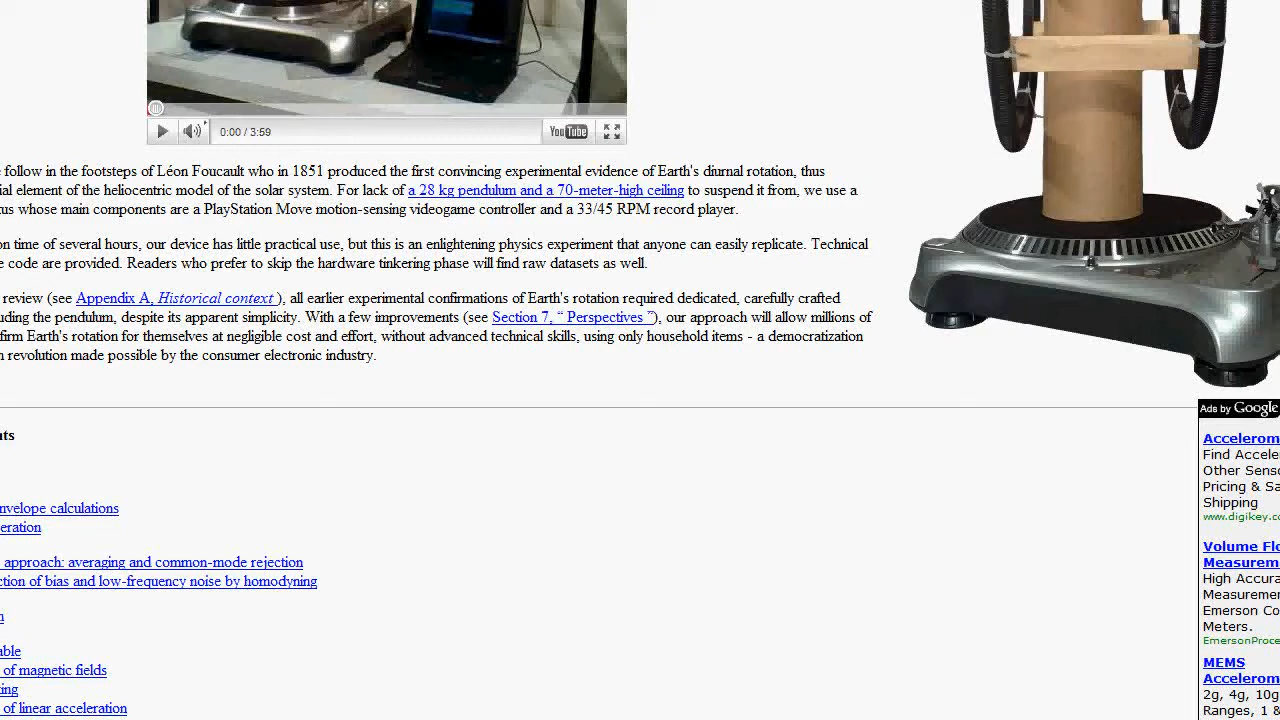 0:00 / 3:59
YouTube
follow in the footsteps of Léon Foucault who in 1851 produced the first convincing experimental evidence of Earth's diurnal rotation, thus
element of the heliocentric model of the solar system. For lack of a 28 kg pendulum and a 70-meter-high ceiling to suspend it from, we use a
whose main components are a PlayStation Move motion-sensing videogame controller and a 33/45 RPM record player.
time of several hours, our device has little practical use, but this is an enlightening physics experiment that anyone can easily replicate. Technical
code are provided. Readers who prefer to skip the hardware tinkering phase will find raw datasets as well.
review (see Appendix A, Historical context ), all earlier experimental confirmations of Earth's rotation required dedicated, carefully crafted
uding the pendulum, despite its apparent simplicity. With a few improvements (see Section 7, “ Perspectives ”), our approach will allow millions of
firm Earth's rotation for themselves at negligible cost and effort, without advanced technical skills, using only household items - a democratization
revolution made possible by the consumer electronic industry.
Ads by Google
nts
Accelerom
Find Accele
Other Senso
Pricing & Sa
Shipping
www.digikey.co
nvelope calculations
eration
Volume Flo
Measurem
High Accura
Measuremen
Emerson Co
Meters.
EmersonProce
approach: averaging and common-mode rejection
ction of bias and low-frequency noise by homodyning
n
able
of magnetic fields
ing
of linear acceleration
MEMS
Accelerom
2g, 4g, 10g
Ranges, 1 &